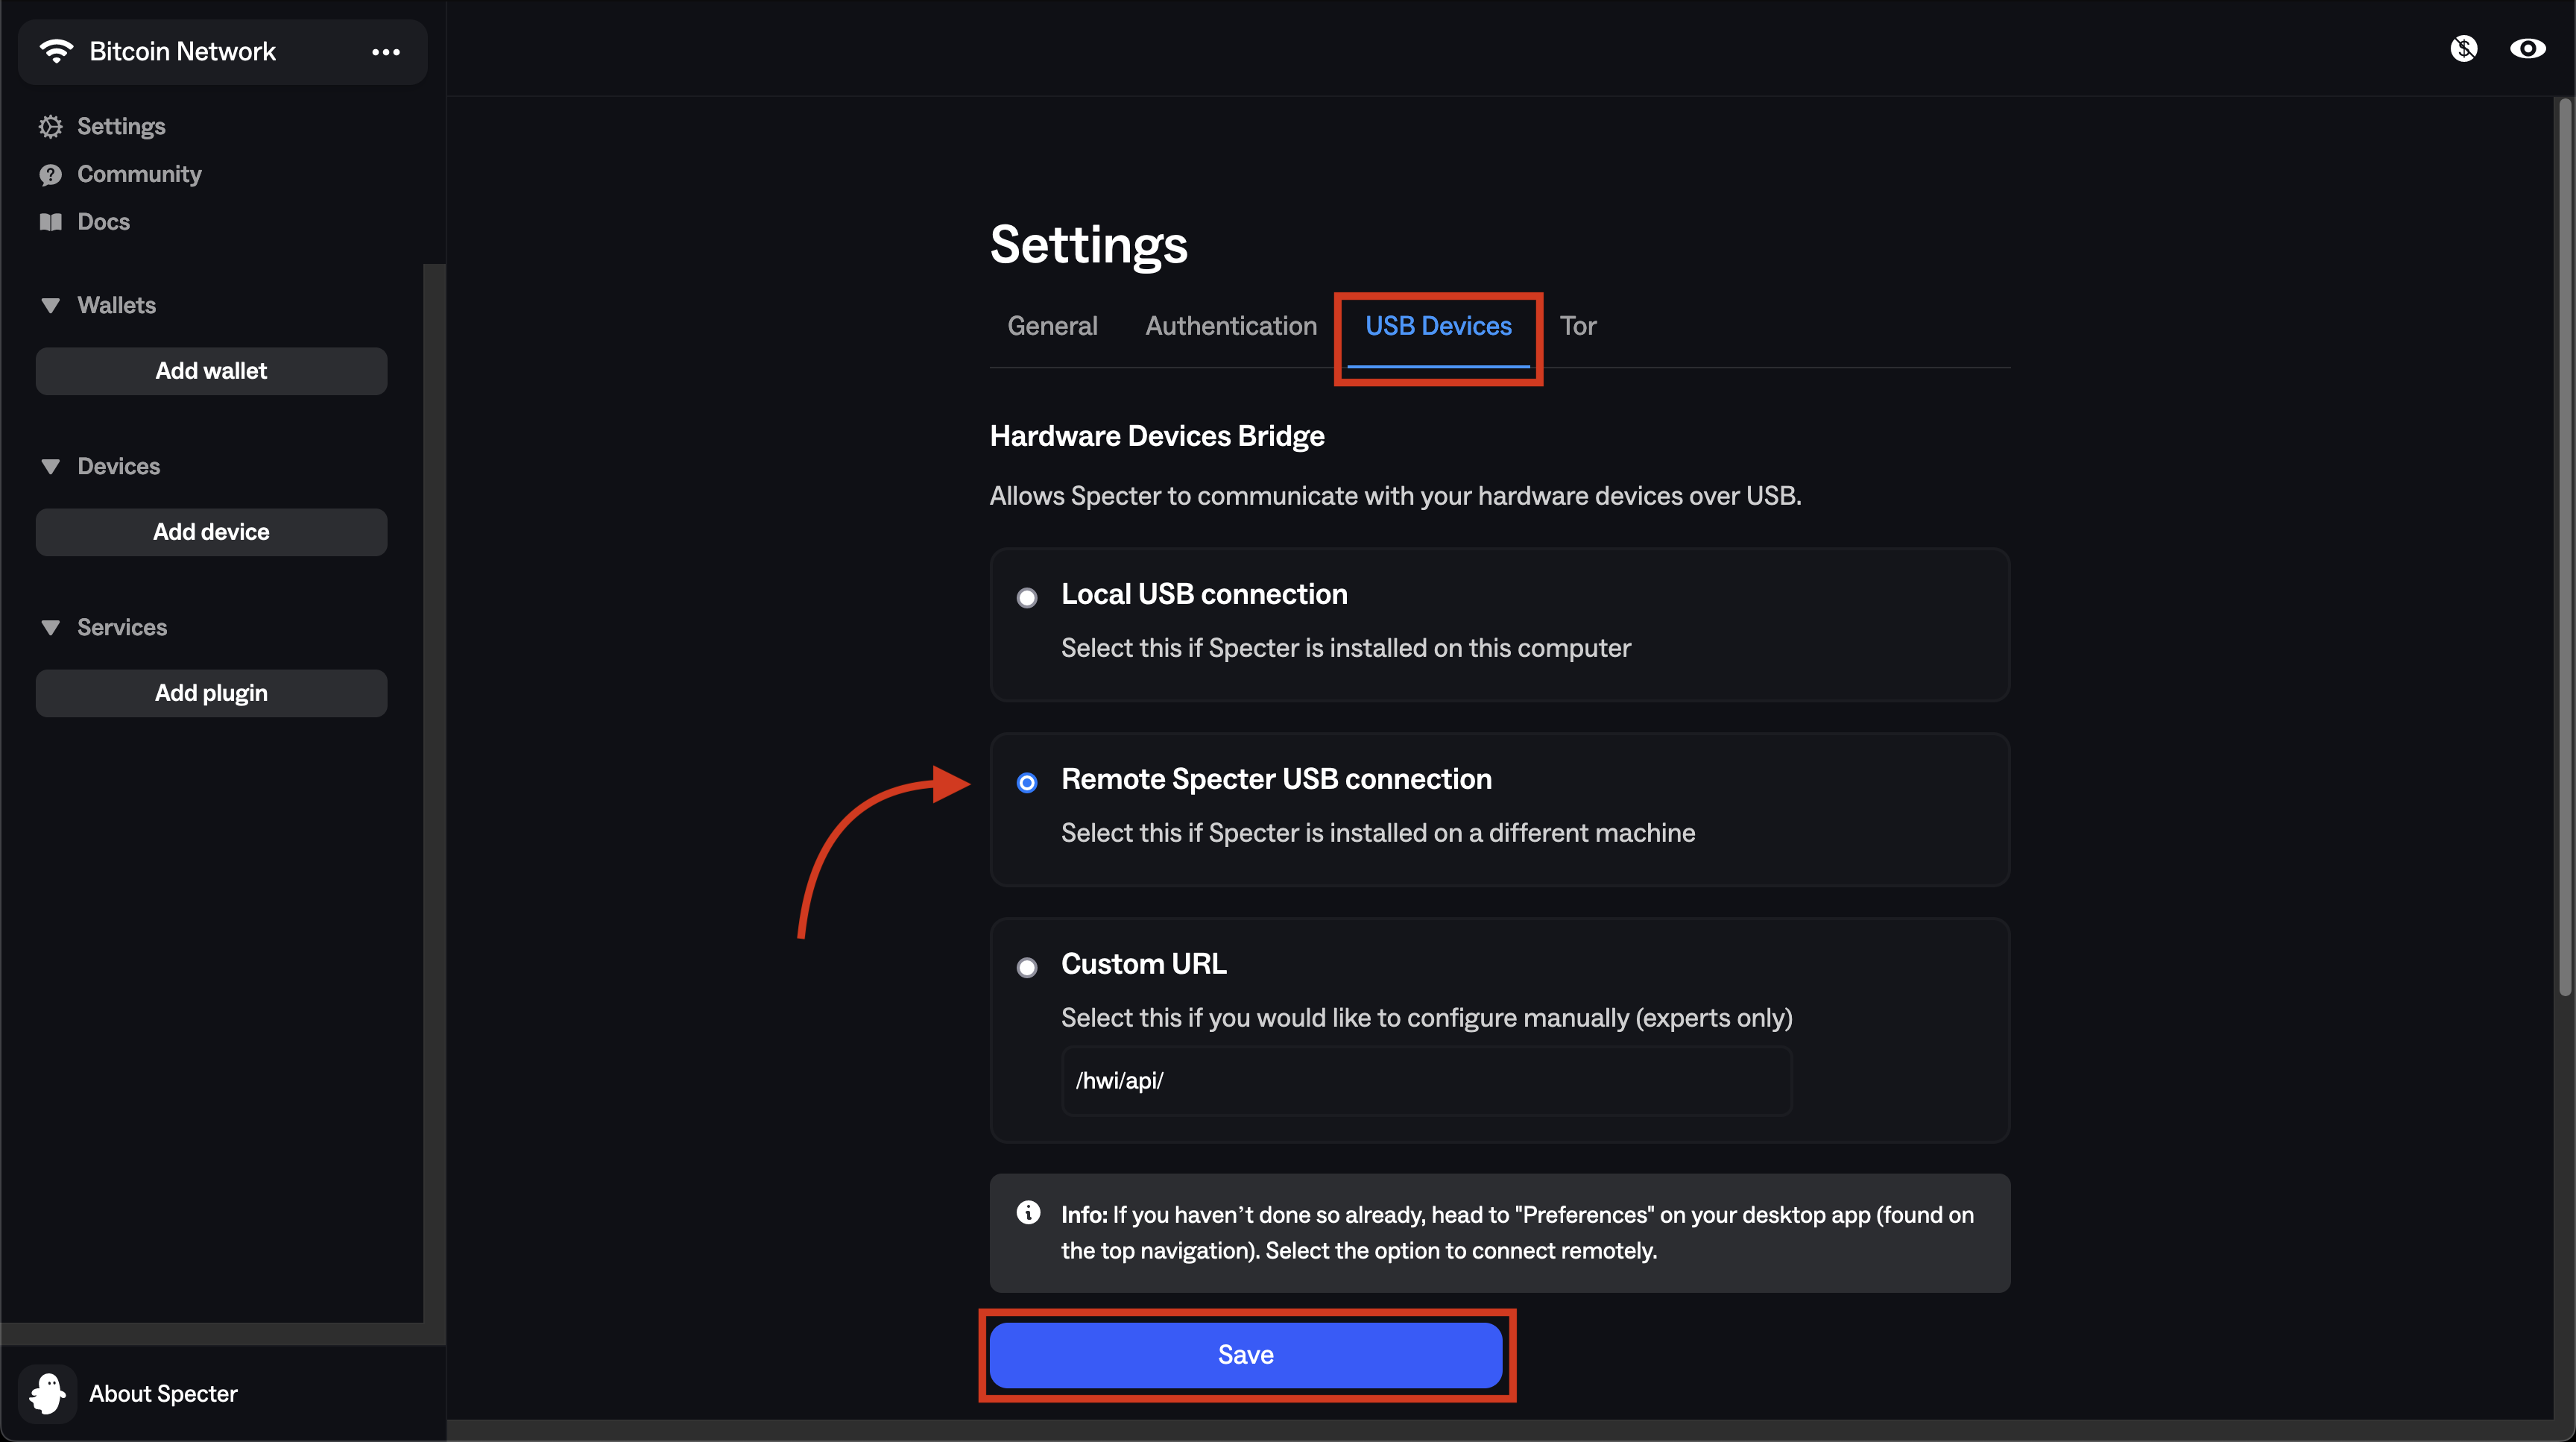 Bitcoin Network
Settings
Community
Docs
Wallets
Add wallet
Devices
Add device
Services
Add plugin
About Specter
Settings
General Authentication USB Devices Tor
Hardware Devices Bridge
Allows Specter to communicate with your hardware devices over USB.
Local USB connection
Select this if Specter is installed on this computer
Remote Specter USB connection
Select this if Specter is installed on a different machine
Custom URL
Select this if you would like to configure manually (experts only)
/hwi/api/
Info: If you haven’t done so already, head to "Preferences" on your desktop app (found on
the top navigation). Select the option to connect remotely.
Save